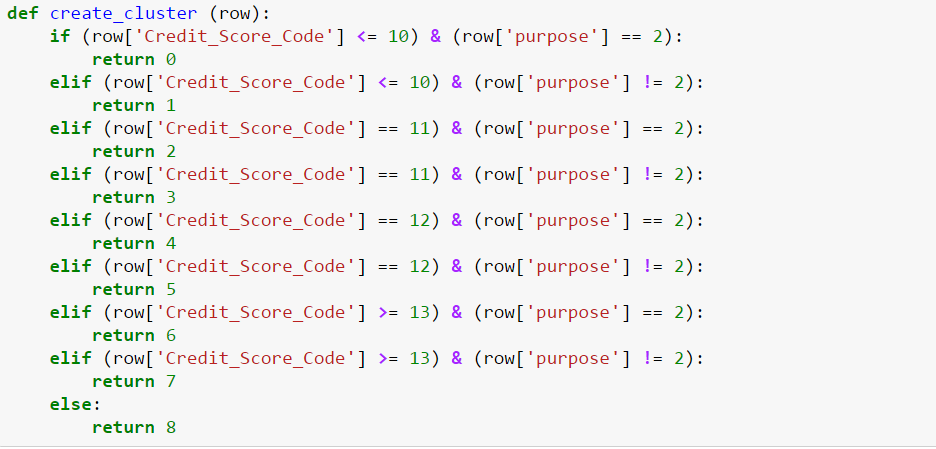 def create_cluster (row):
    if (row['Credit_Score_Code'] <= 10) & (row['purpose'] == 2):
        return 0
    elif (row['Credit_Score_Code'] <= 10) & (row['purpose'] != 2):
        return 1
    elif (row['Credit_Score_Code'] == 11) & (row['purpose'] == 2):
        return 2
    elif (row['Credit_Score_Code'] == 11) & (row['purpose'] != 2):
        return 3
    elif (row['Credit_Score_Code'] == 12) & (row['purpose'] == 2):
        return 4
    elif (row['Credit_Score_Code'] == 12) & (row['purpose'] != 2):
        return 5
    elif (row['Credit_Score_Code'] >= 13) & (row['purpose'] == 2):
        return 6
    elif (row['Credit_Score_Code'] >= 13) & (row['purpose'] != 2):
        return 7
    else:
        return 8